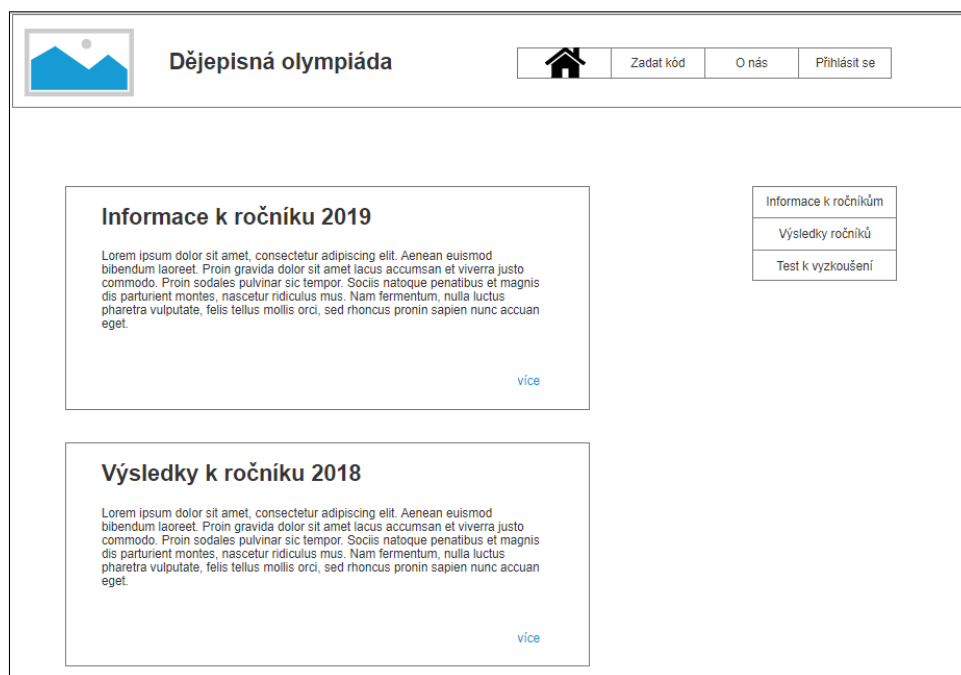 Dějepisná olympiáda
Zadat kód
O nás
Přihlásit se
Informace k ročníku 2019
Lorem ipsum dolor sit amet, consectetur adipiscing elit. Aenean euismod
bibendum laoreet. Proin gravida dolor sit amet lacus accumsan et viverra justo
commodo. Proin sodales pulvinar sic tempor. Sociis natoque penatibus et magnis
dis parturient montes, nascetur ridiculus mus. Nam fermentum, nulla luctus
pharetra vulputate, felis tellus mollis orci, sed rhoncus pronin sapien nunc accuan
eget.
více
Informace k ročníkům
Výsledky ročníků
Test k vyzkoušení
Výsledky k ročníku 2018
Lorem ipsum dolor sit amet, consectetur adipiscing elit. Aenean euismod
bibendum laoreet. Proin gravida dolor sit amet lacus accumsan et viverra justo
commodo. Proin sodales pulvinar sic tempor. Sociis natoque penatibus et magnis
dis parturient montes, nascetur ridiculus mus. Nam fermentum, nulla luctus
pharetra vulputate, felis tellus mollis orci, sed rhoncus pronin sapien nunc accuan
eget.
více